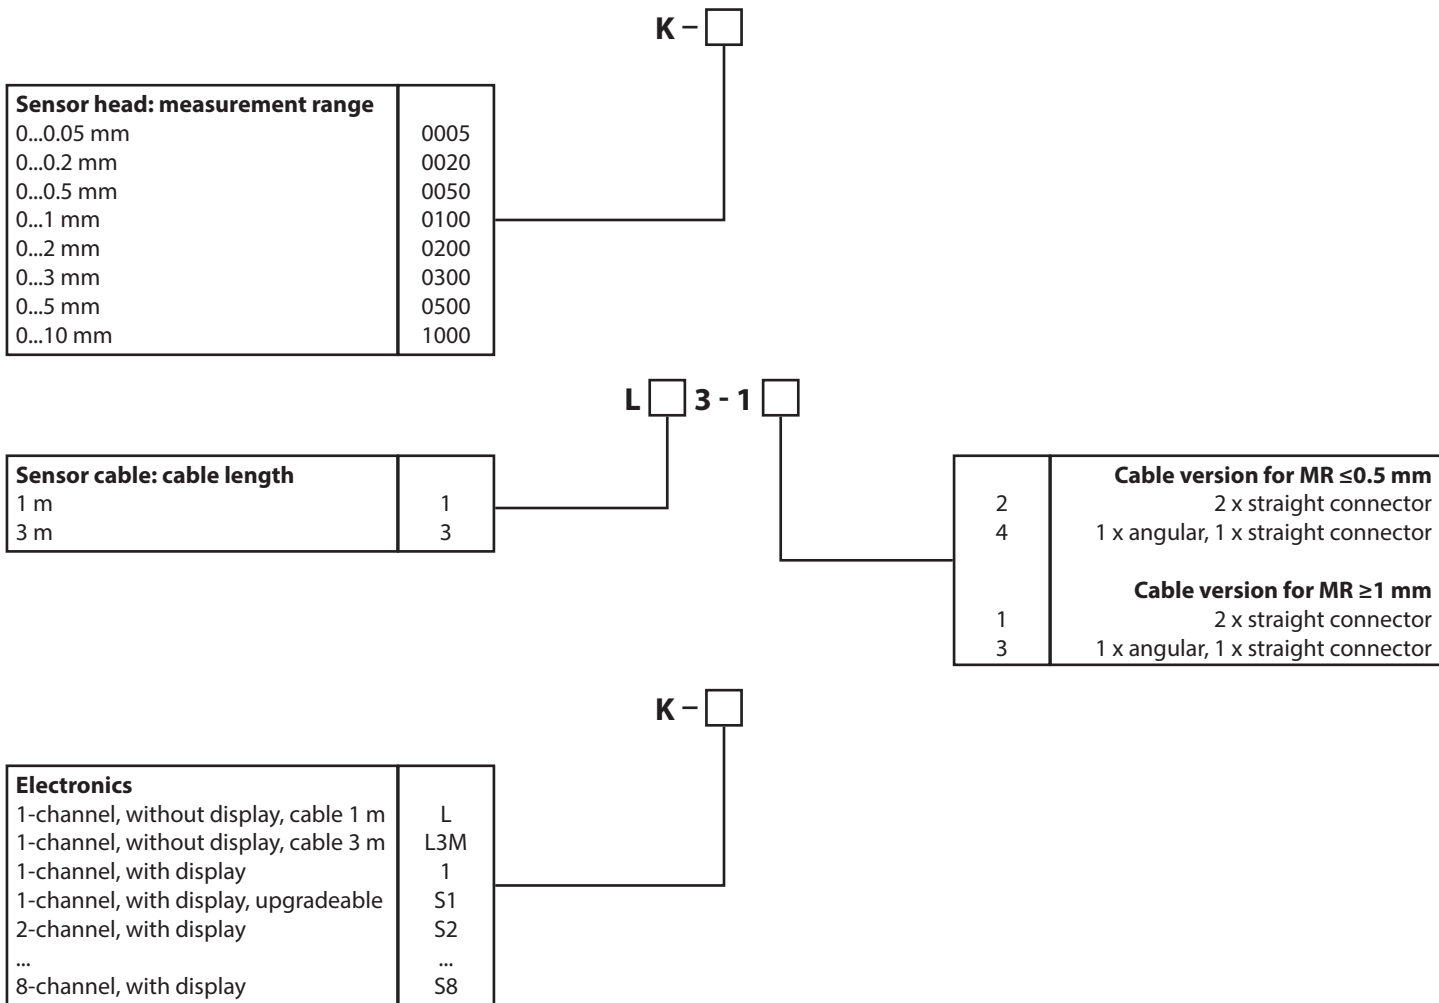 K –
Sensor head: measurement range
0...0.05 mm 0005
0...0.2 mm 0020
0...0.5 mm 0050
0...1 mm 0100
0...2 mm 0200
0...3 mm 0300
0...5 mm 0500
0...10 mm 1000
L 3 - 1
Sensor cable: cable length
1 m 1
3 m 3
Cable version for MR ≤0.5 mm
2 2 x straight connector
4 1 x angular, 1 x straight connector
Cable version for MR ≥1 mm
1 2 x straight connector
3 1 x angular, 1 x straight connector
K –
Electronics
1-channel, without display, cable 1 m L
1-channel, without display, cable 3 m L3M
1-channel, with display 1
1-channel, with display, upgradeable S1
2-channel, with display S2
... ...
8-channel, with display S8